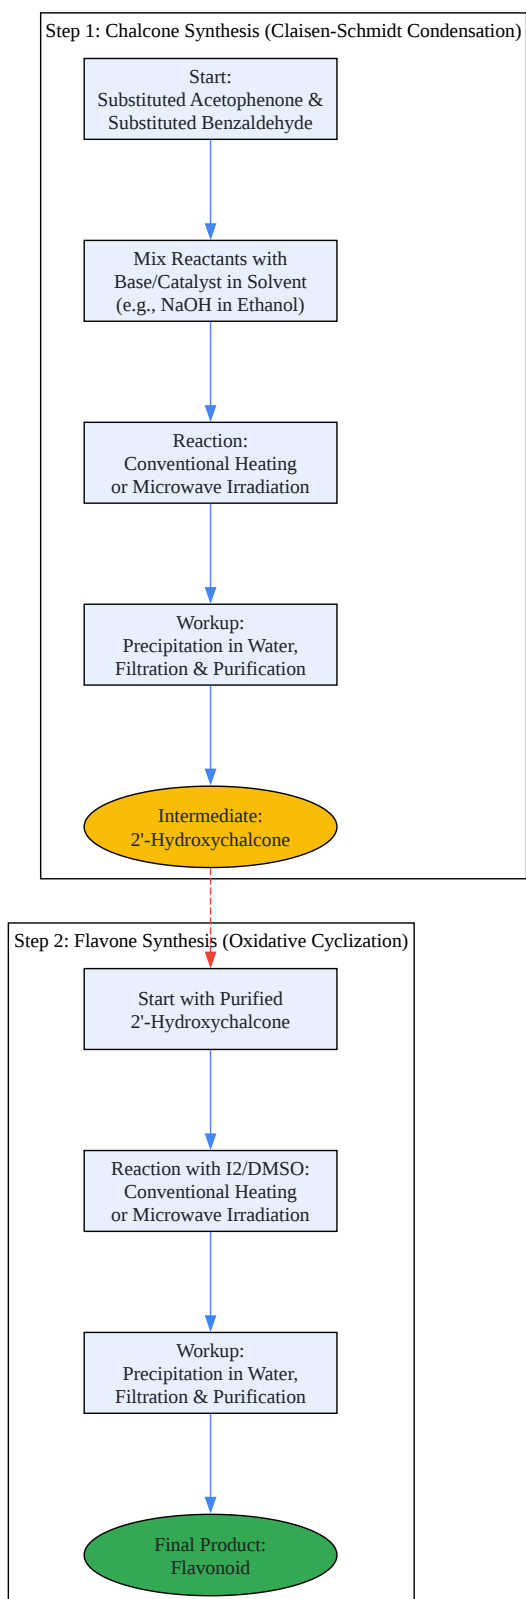 Step 1: Chalcone Synthesis (Claisen-Schmidt Condensation)
Start:
Substituted Acetophenone &
Substituted Benzaldehyde
Mix Reactants with
Base/Catalyst in Solvent
(e.g., NaOH in Ethanol)
Reaction:
Conventional Heating
or Microwave Irradiation
Workup:
Precipitation in Water,
Filtration & Purification
Intermediate:
2'-Hydroxychalcone
Step 2: Flavone Synthesis (Oxidative Cyclization)
Start with Purified
2'-Hydroxychalcone
Reaction with I2/DMSO:
Conventional Heating
or Microwave Irradiation
Workup:
Precipitation in Water,
Filtration & Purification
Final Product:
Flavonoid